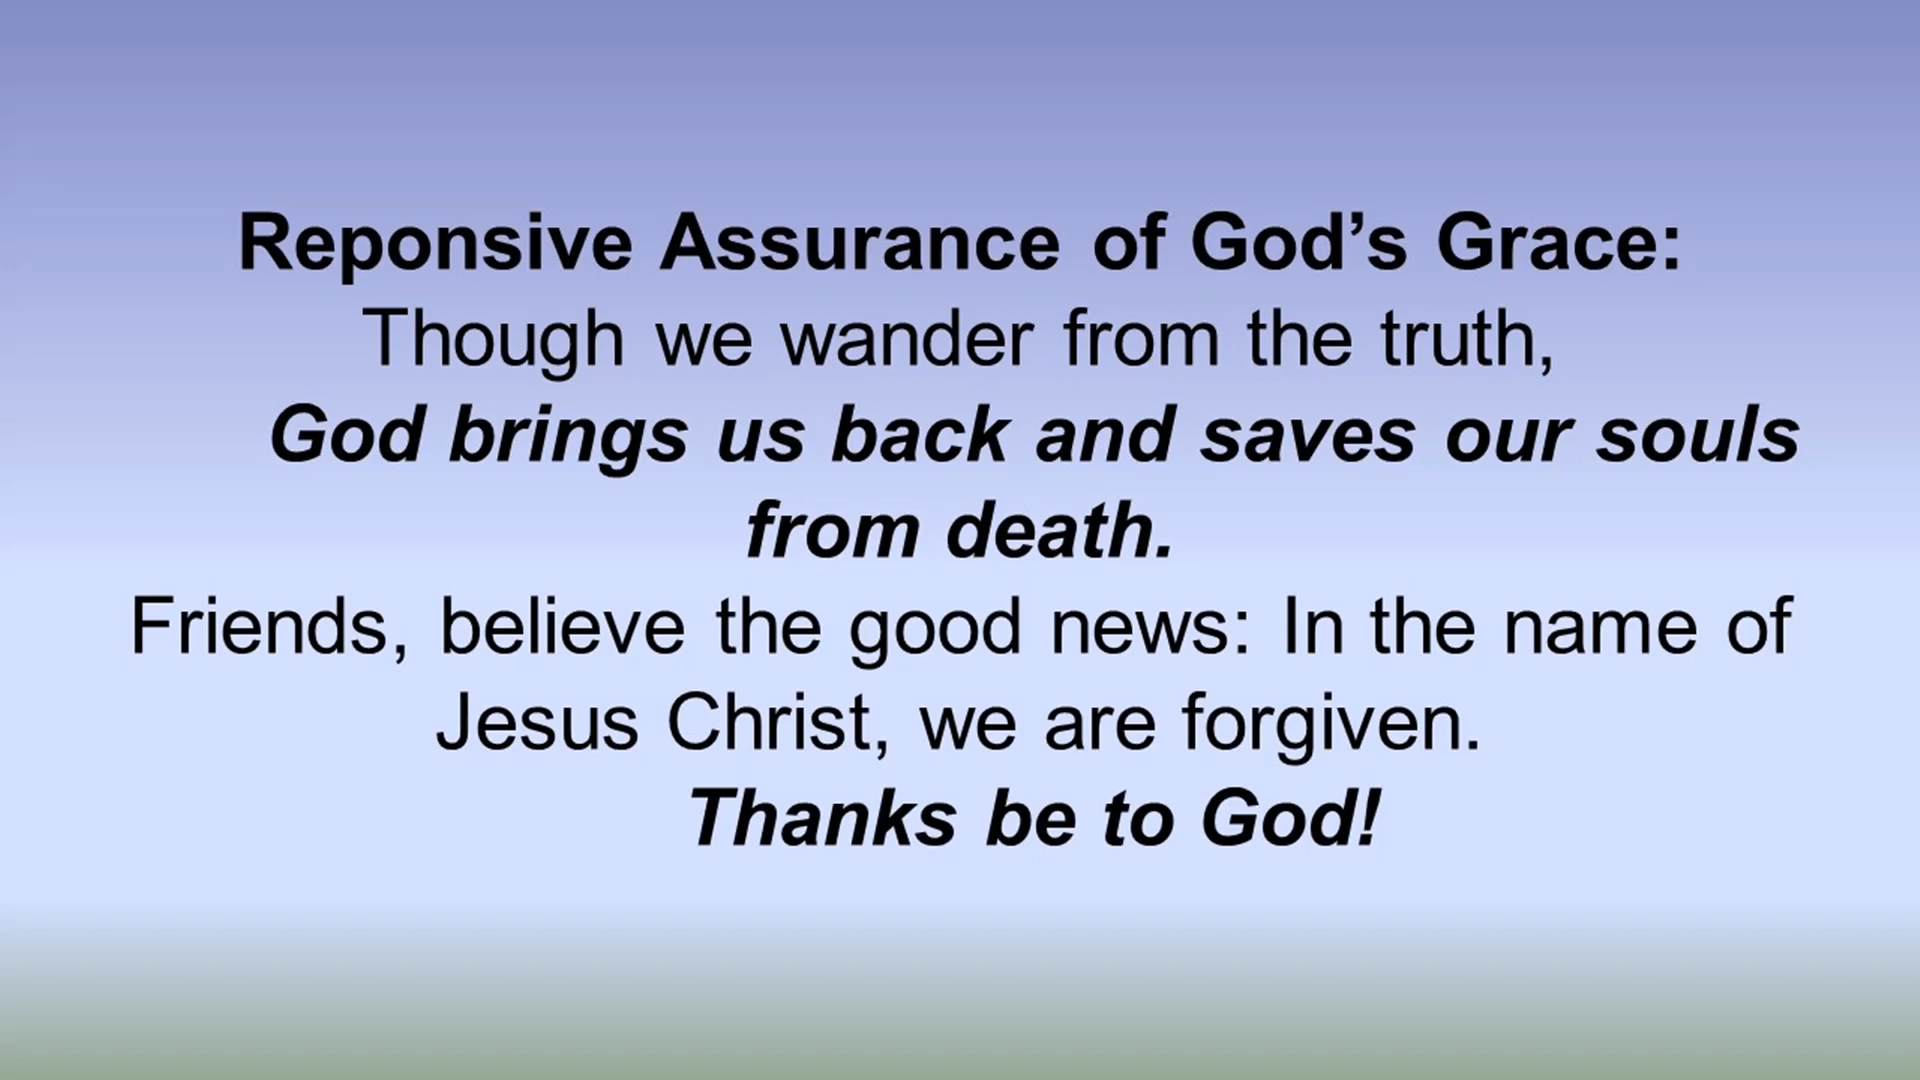 Reponsive Assurance of God’s Grace:
Though we wander from the truth,
God brings us back and saves our souls
from death.
Friends, believe the good news: In the name of
Jesus Christ, we are forgiven.
Thanks be to God!